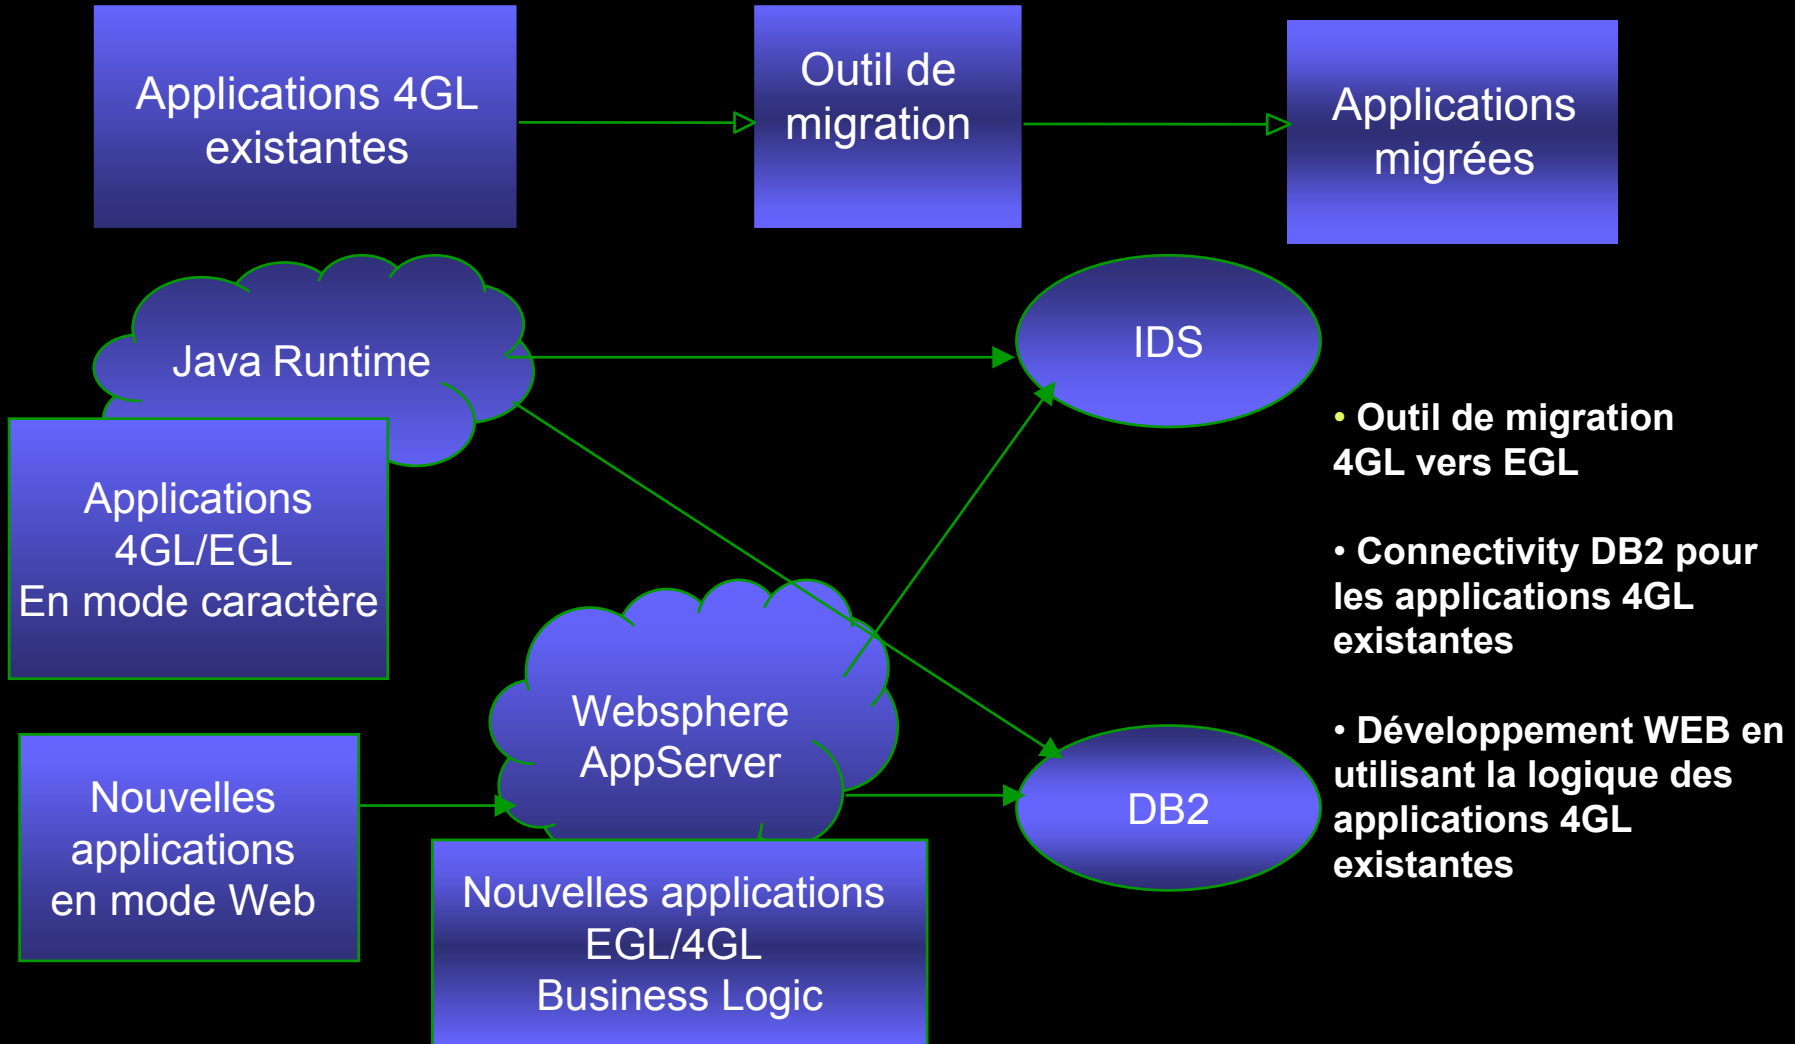 Applications 4GL
existantes
Outil de
migration
Applications
migrées
Java Runtime
IDS
Applications
4GL/EGL
En mode caractère
Websphere
AppServer
DB2
Nouvelles
applications
en mode Web
Nouvelles applications
EGL/4GL
Business Logic
• Outil de migration
4GL vers EGL
• Connectivity DB2 pour
les applications 4GL
existantes
• Développement WEB en
utilisant la logique des
applications 4GL
existantes